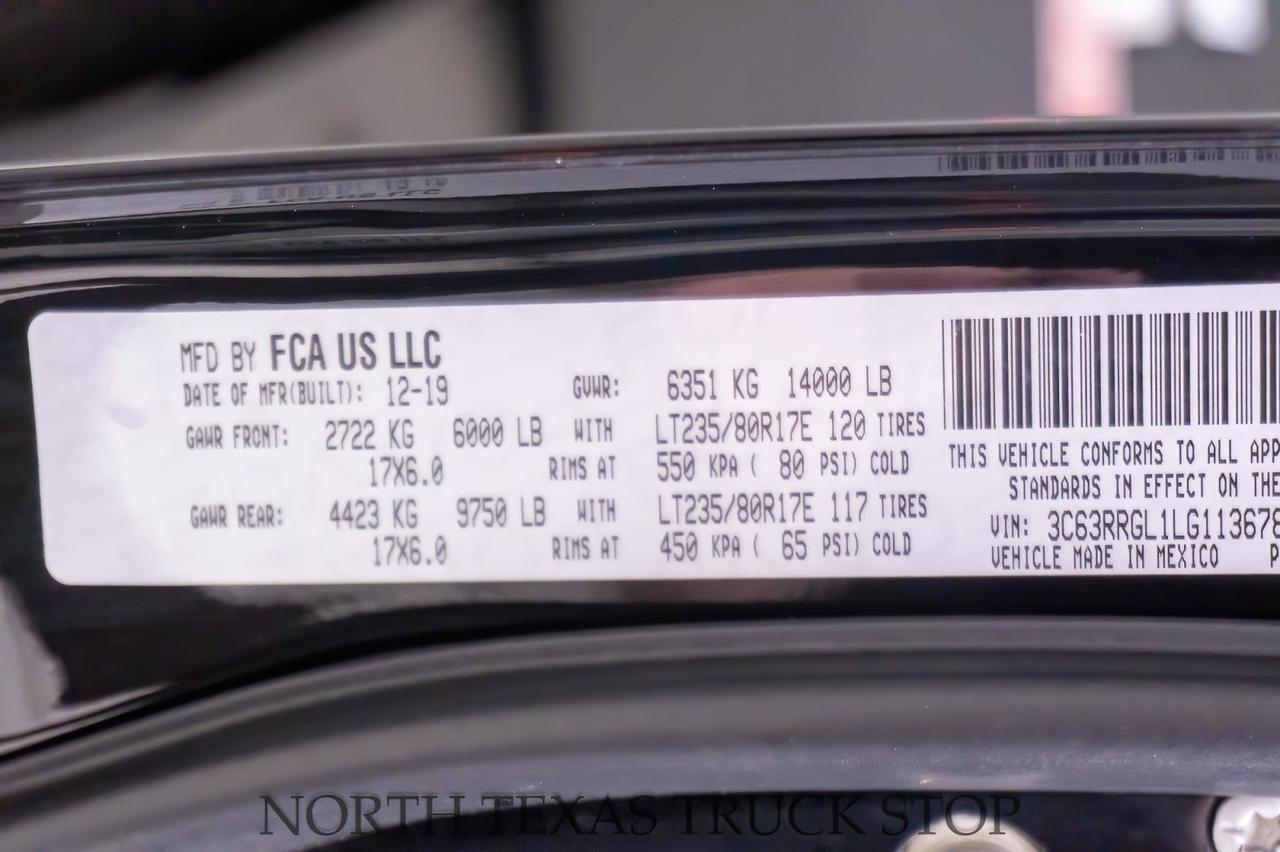 MFD BY FCA US LLC
DATE OF MFR(BUILT): 12-19 GVWR: 6351 KG 14000 LB
GAWR FRONT: 2722 KG 6000 LB WITH LT235/80R17E 120 TIRES
17X6.0 RIMS AT 550 KPA ( 80 PSI) COLD
GAWR REAR: 4423 KG 9750 LB WITH LT235/80R17E 117 TIRES
17X6.0 RIMS AT 450 KPA ( 65 PSI) COLD
THIS VEHICLE CONFORMS TO ALL APP
STANDARDS IN EFFECT ON THE
VIN: 3C63RRGL1LG113678
VEHICLE MADE IN MEXICO P
NORTH TEXAS TRUCK STOP